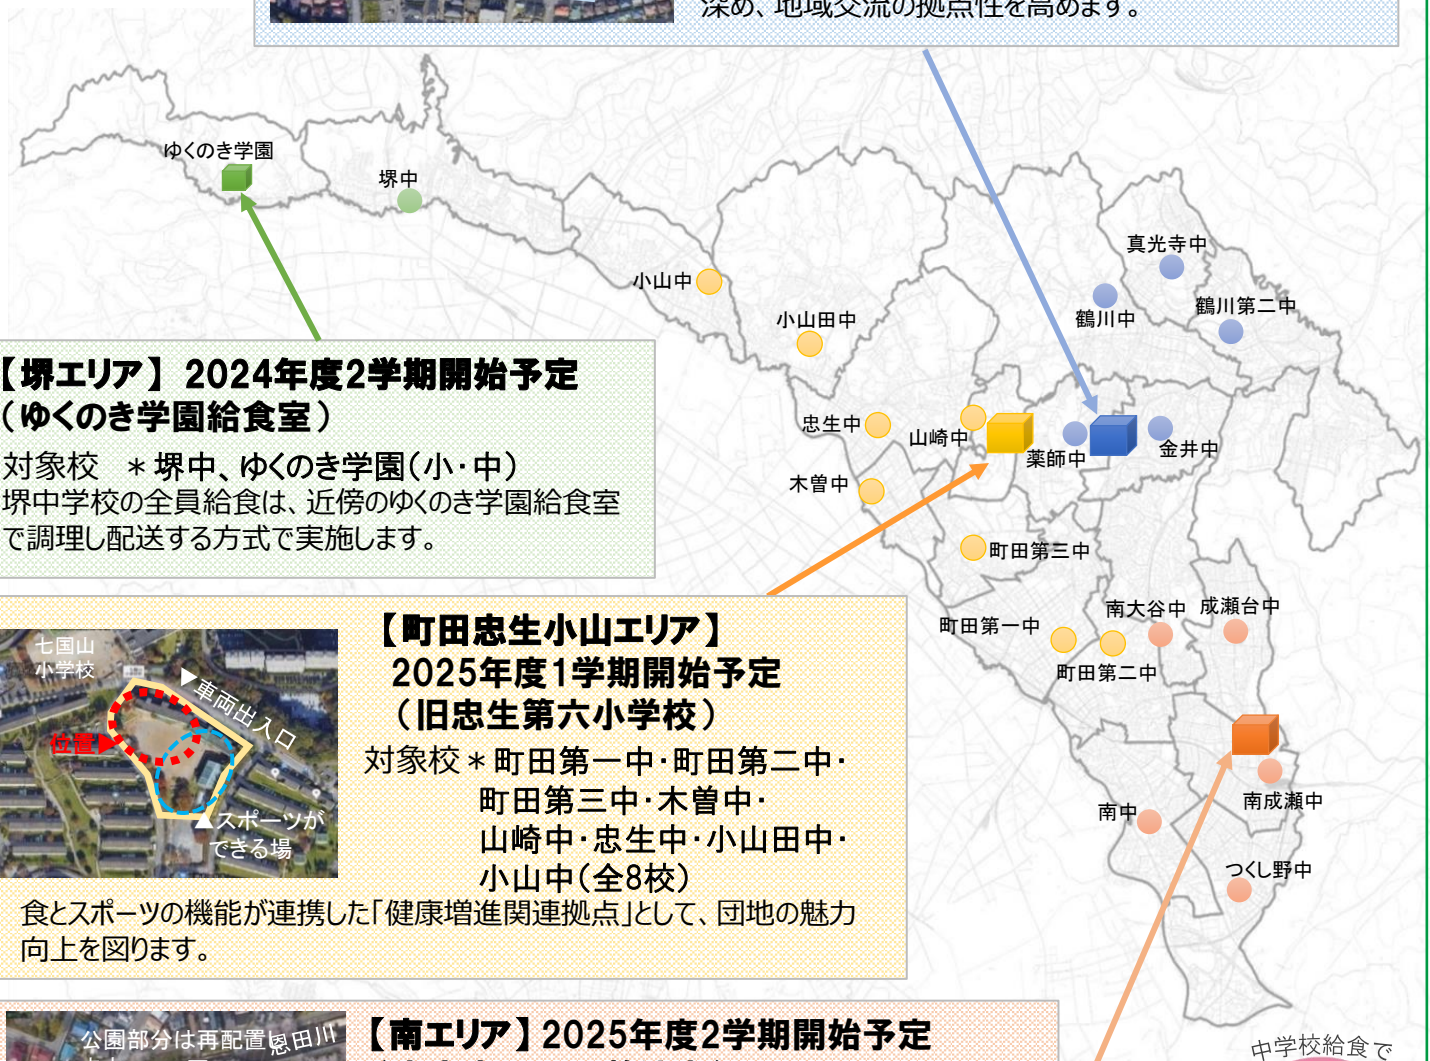 深め、地域交流の拠点性を高めます。
ゆくのき学園
堺中
小山中
小山田中
真光寺中
鶴川中
鶴川第二中
忠生中
山崎中
薬師中
金井中
木曽中
町田第三中
町田第一中
町田第二中
南大谷中
成瀬台中
南成瀬中
南中
つくし野中
【堺エリア】 2024年度2学期開始予定
(ゆくのき学園給食室)
対象校 *堺中、ゆくのき学園(小・中)
堺中学校の全員給食は、近傍のゆくのき学園給食室
で調理し配送する方式で実施します。
七国山
小学校
▶車両出入口
位置▶
▲スポーツが
できる場
【町田忠生小山エリア】
2025年度1学期開始予定
(旧忠生第六小学校)
対象校*町田第一中・町田第二中・
町田第三中・木曽中・
山崎中・忠生中・小山田中・
小山中(全8校)
食とスポーツの機能が連携した「健康増進関連拠点」として、団地の魅力
向上を図ります。
公園部分は再配置し
恩田川
【南エリア】2025年度2学期開始予定
中学校給食で